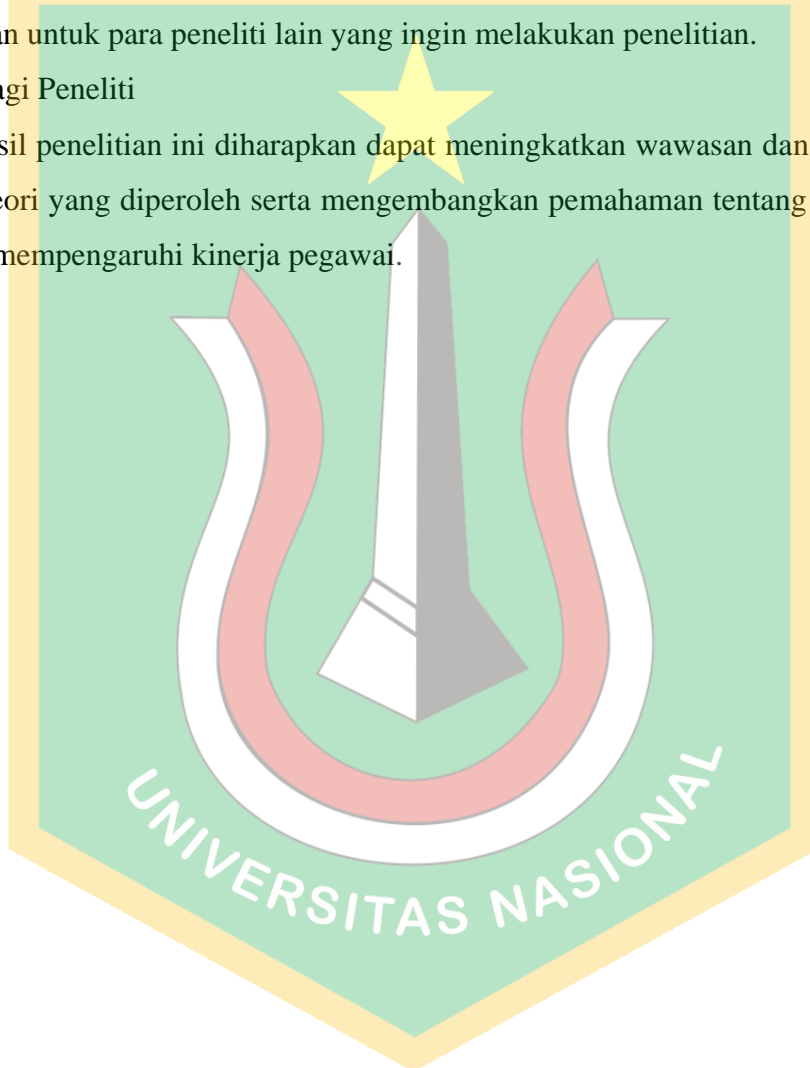 an untuk para peneliti lain yang ingin melakukan penelitian.
agi Peneliti
sil penelitian ini diharapkan dapat meningkatkan wawasan dan
eori yang diperoleh serta mengembangkan pemahaman tentang
mempengaruhi kinerja pegawai.
UNIVERSITAS NASIONAL